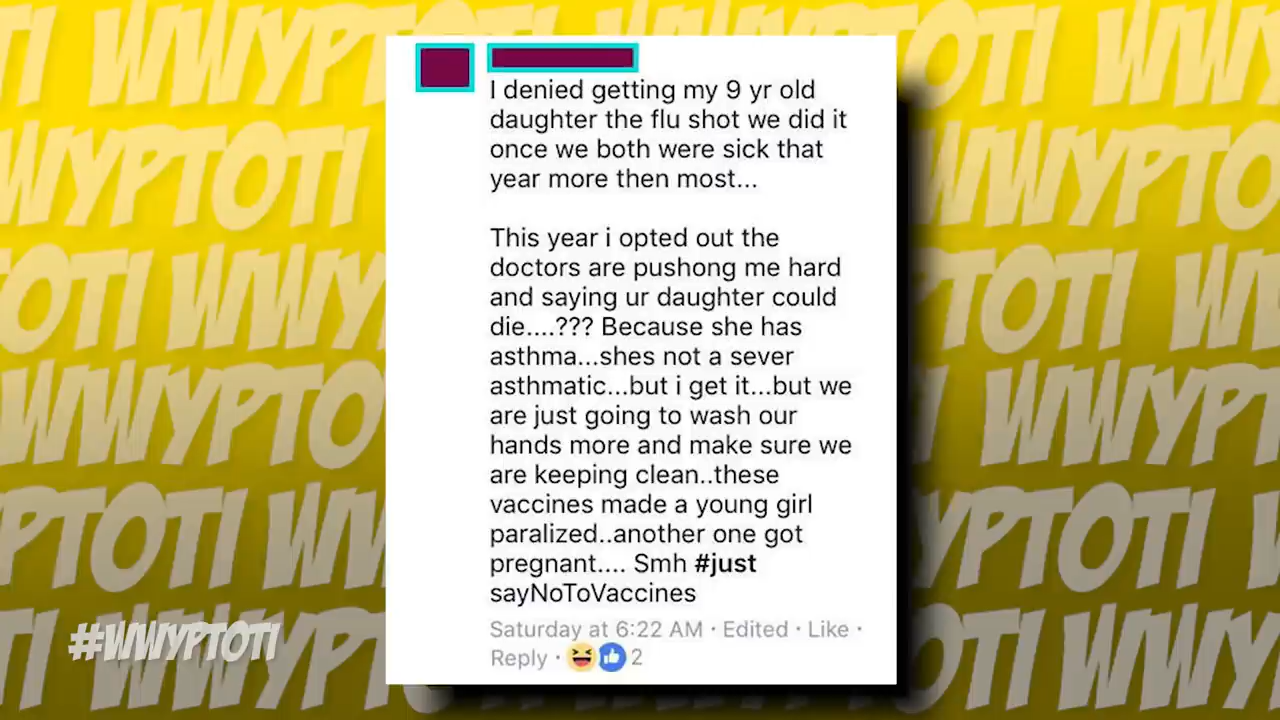 I denied getting my 9 yr old
daughter the flu shot we did it
once we both were sick that
year more then most...
This year i opted out the
doctors are pushong me hard
and saying ur daughter could
die....??? Because she has
asthma...shes not a sever
asthmatic...but i get it...but we
are just going to wash our
hands more and make sure we
are keeping clean..these
vaccines made a young girl
paralized..another one got
pregnant.... Smh #just
sayNoToVaccines
Saturday at 6:22 AM · Edited · Like ·
Reply · 2
#WWYPTOTI